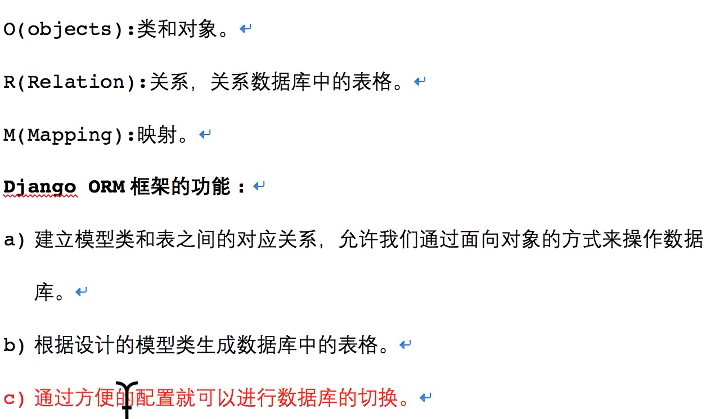 O(objects):类和对象。
R(Relation):关系，关系数据库中的表格。
M(Mapping):映射。
Django ORM框架的功能：
a) 建立模型类和表之间的对应关系，允许我们通过面向对象的方式来操作数据
库。
b) 根据设计的模型类生成数据库中的表格。
c) 通过方便的配置就可以进行数据库的切换。